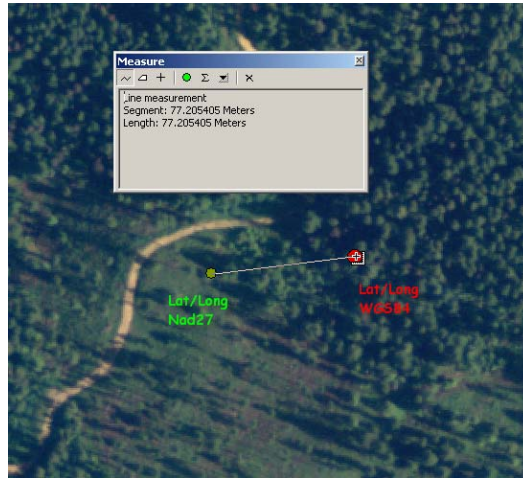 Measure
Line measurement
Segment: 77.205405 Meters
Length: 77.205405 Meters
Lat/Long
Nad27
Lat/Long
WGS84